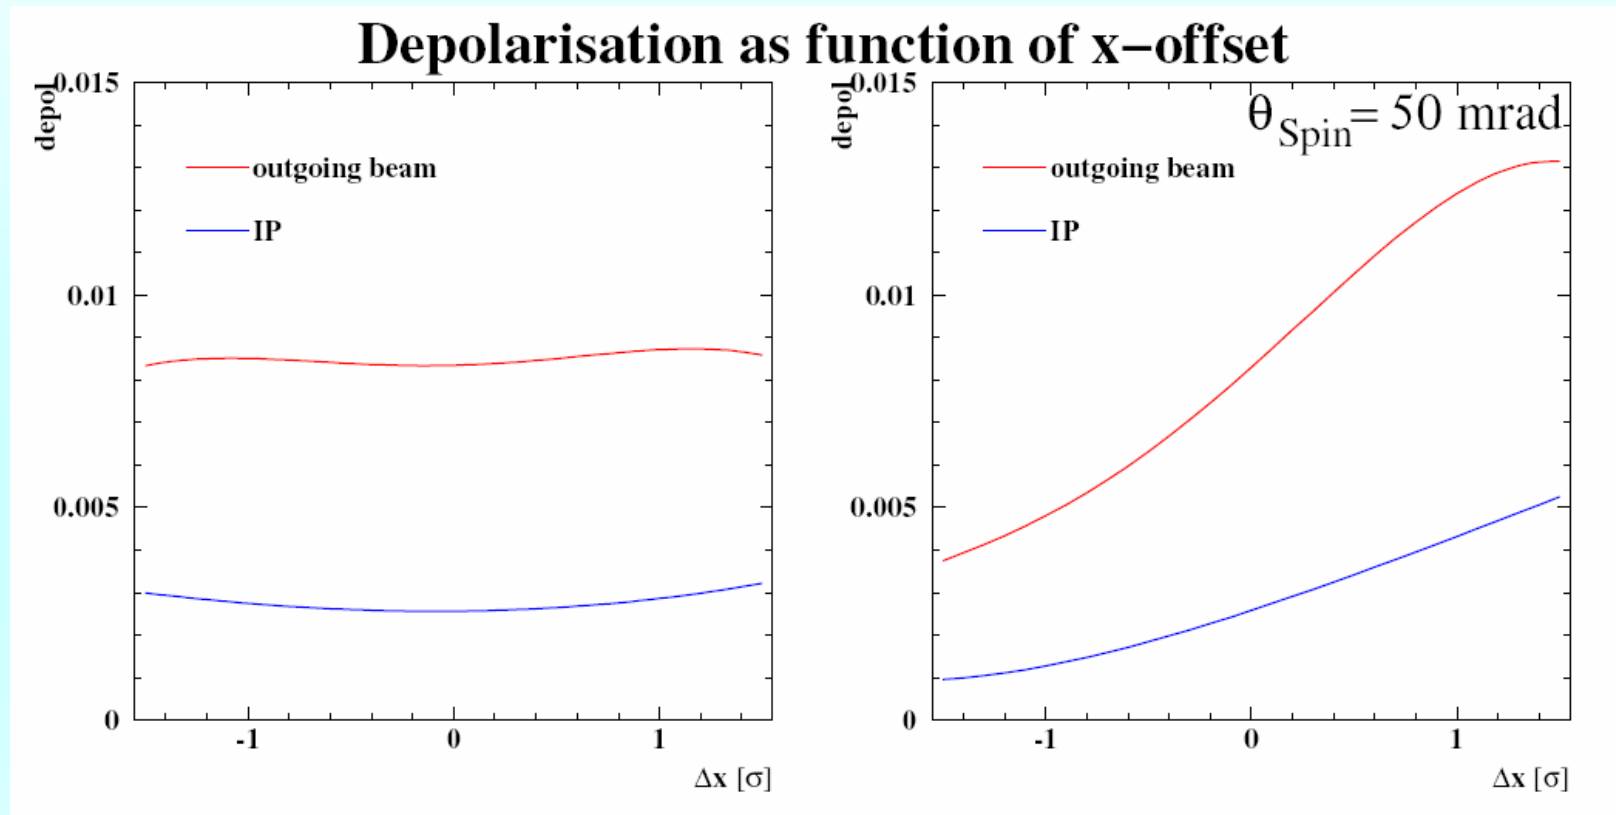 Depolarisation as function of x−offset
depol
0.015
0.01
0.005
0
outgoing beam
IP
-1
0
1
Δx [σ]
depol
0.015
0.01
0.005
0
θSpin= 50 mrad
outgoing beam
IP
-1
0
1
Δx [σ]